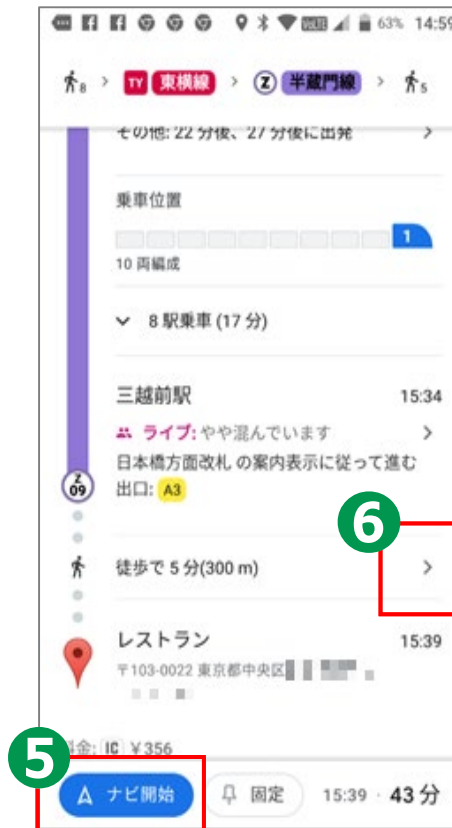 63% 14:59
8 > TY 東横線 > Z 半蔵門線 > 5
その他: 22 分後、27 分後に出発
乗車位置
1
10 両編成
8 駅乗車 (17 分)
三越前駅 15:34
ライブ: やや混んでいます
日本橋方面改札 の案内表示に従って進む
Z 09 出口: A3
6
徒歩で 5 分(300 m)
レストラン 15:39
〒103-0022 東京都中央区
5
金: IC ¥356
ナビ開始 固定 15:39 · 43 分